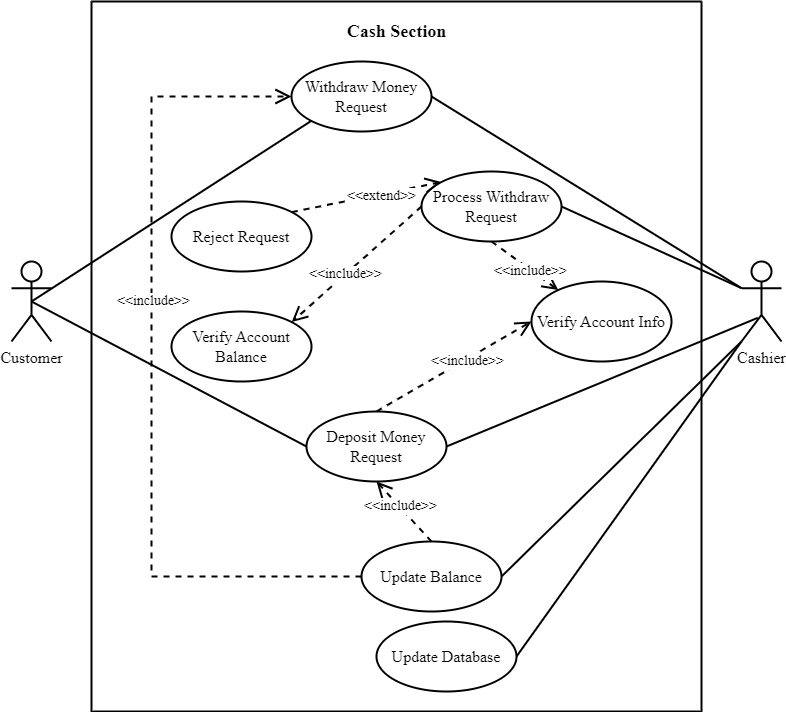 Cash Section
Withdraw Money
Request
<<extend>>
Process Withdraw
Request
Reject Request
<<include>>
<<include>>
<<include>>
Verify Account Info
Verify Account
Balance
Customer
Cashier
<<include>>
Deposit Money
Request
<<include>>
Update Balance
Update Database